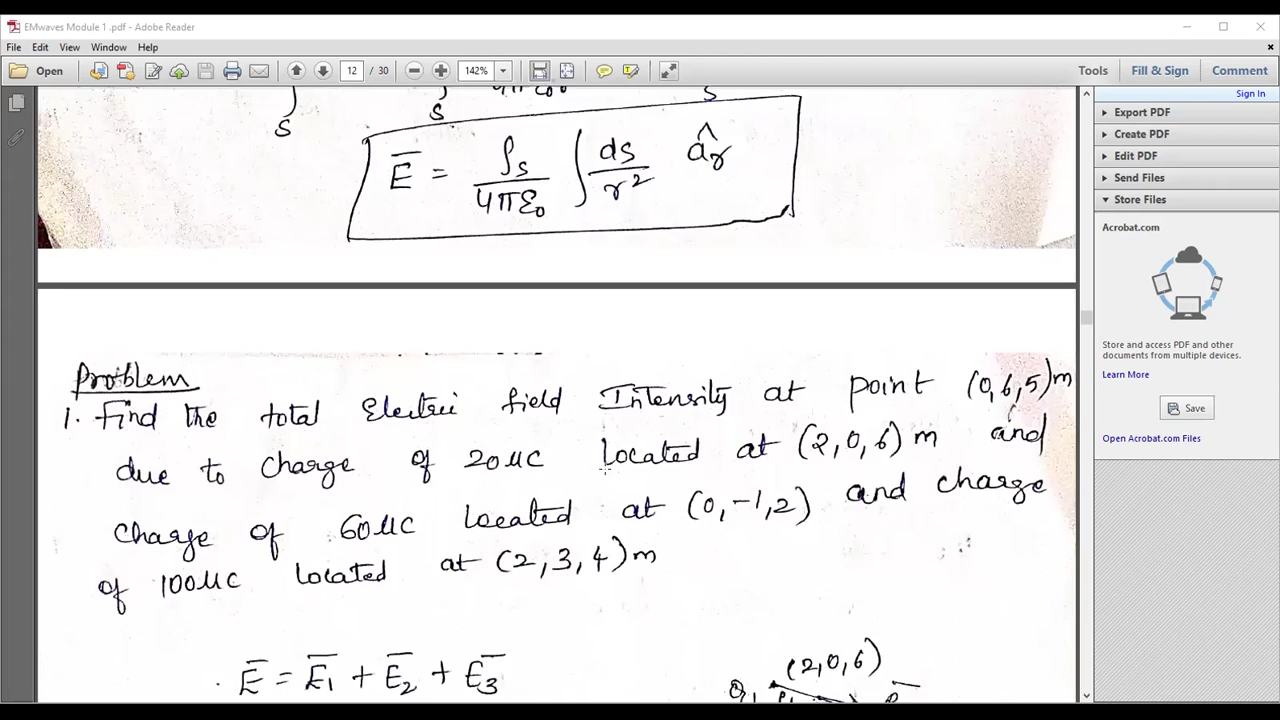 EMwaves Module 1 .pdf - Adobe Reader
File Edit View Window Help
Open 12 / 30 142% Tools Fill & Sign Comment
Sign In
Export PDF
Create PDF
Edit PDF
Send Files
Store Files
Acrobat.com
Store and access PDF and other
documents from multiple devices.
Learn More
Save
Open Acrobat.com Files
S S S
E̅ = ρs/4πε₀ ∫ ds/r² âr
Problem
1. Find the total Electric field Intensity at point (0,6,5)m
due to charge of 20μC located at (2,0,6) m and
charge of 60μC located at (0,-1,2) and charge
of 100μC located at (2,3,4)m
(2,0,6)
. E̅ = E̅₁ + E̅₂ + E̅₃